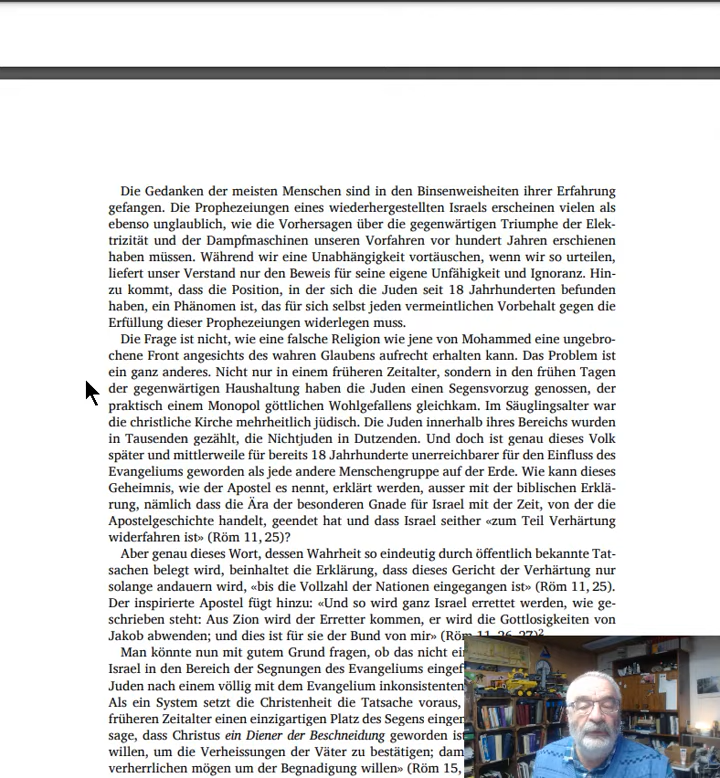 Die Gedanken der meisten Menschen sind in den Binsenweisheiten ihrer Erfahrung
gefangen. Die Prophezeiungen eines wiederhergestellten Israels erscheinen vielen als
ebenso unglaublich, wie die Vorhersagen über die gegenwärtigen Triumphe der Elek-
trizität und der Dampfmaschinen unseren Vorfahren vor hundert Jahren erschienen
haben müssen. Während wir eine Unabhängigkeit vortäuschen, wenn wir so urteilen,
liefert unser Verstand nur den Beweis für seine eigene Unfähigkeit und Ignoranz. Hin-
zu kommt, dass die Position, in der sich die Juden seit 18 Jahrhunderten befunden
haben, ein Phänomen ist, das für sich selbst jeden vermeintlichen Vorbehalt gegen die
Erfüllung dieser Prophezeiungen widerlegen muss.
Die Frage ist nicht, wie eine falsche Religion wie jene von Mohammed eine ungebro-
chene Front angesichts des wahren Glaubens aufrecht erhalten kann. Das Problem ist
ein ganz anderes. Nicht nur in einem früheren Zeitalter, sondern in den frühen Tagen
der gegenwärtigen Haushaltung haben die Juden einen Segensvorzug genossen, der
praktisch einem Monopol göttlichen Wohlgefallens gleichkam. Im Säuglingsalter war
die christliche Kirche mehrheitlich jüdisch. Die Juden innerhalb ihres Bereichs wurden
in Tausenden gezählt, die Nichtjuden in Dutzenden. Und doch ist genau dieses Volk
später und mittlerweile für bereits 18 Jahrhunderte unerreichbarer für den Einfluss des
Evangeliums geworden als jede andere Menschengruppe auf der Erde. Wie kann dieses
Geheimnis, wie der Apostel es nennt, erklärt werden, ausser mit der biblischen Erklä-
rung, nämlich dass die Ära der besonderen Gnade für Israel mit der Zeit, von der die
Apostelgeschichte handelt, geendet hat und dass Israel seither «zum Teil Verhärtung
widerfahren ist» (Röm 11, 25)?
Aber genau dieses Wort, dessen Wahrheit so eindeutig durch öffentlich bekannte Tat-
sachen belegt wird, beinhaltet die Erklärung, dass dieses Gericht der Verhärtung nur
solange andauern wird, «bis die Vollzahl der Nationen eingegangen ist» (Röm 11, 25).
Der inspirierte Apostel fügt hinzu: «Und so wird ganz Israel errettet werden, wie ge-
schrieben steht: Aus Zion wird der Erretter kommen, er wird die Gottlosigkeiten von
Jakob abwenden; und dies ist für sie der Bund von mir» (Röm 11, 26. 27)²
Man könnte nun mit gutem Grund fragen, ob das nicht
Israel in den Bereich der Segnungen des Evangeliums
Juden nach einem völlig mit dem Evangelium inkonsistenten
Als ein System setzt die Christenheit die Tatsache voraus,
früheren Zeitalter einen einzigartigen Platz des Segens
sage, dass Christus ein Diener der Beschneidung geworden ist
willen, um die Verheissungen der Väter zu bestätigen;
verherrlichen mögen um der Begnadigung willen» (Röm 15,